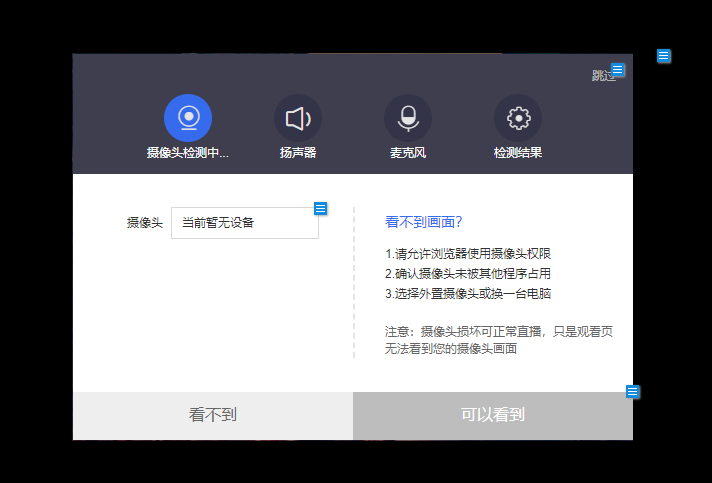 跳过
摄像头检测中...
扬声器
麦克风
检测结果
摄像头
当前暂无设备
看不到画面?
1.请允许浏览器使用摄像头权限
2.确认摄像头未被其他程序占用
3.选择外置摄像头或换一台电脑
注意：摄像头损坏可正常直播，只是观看页
无法看到您的摄像头画面
看不到
可以看到